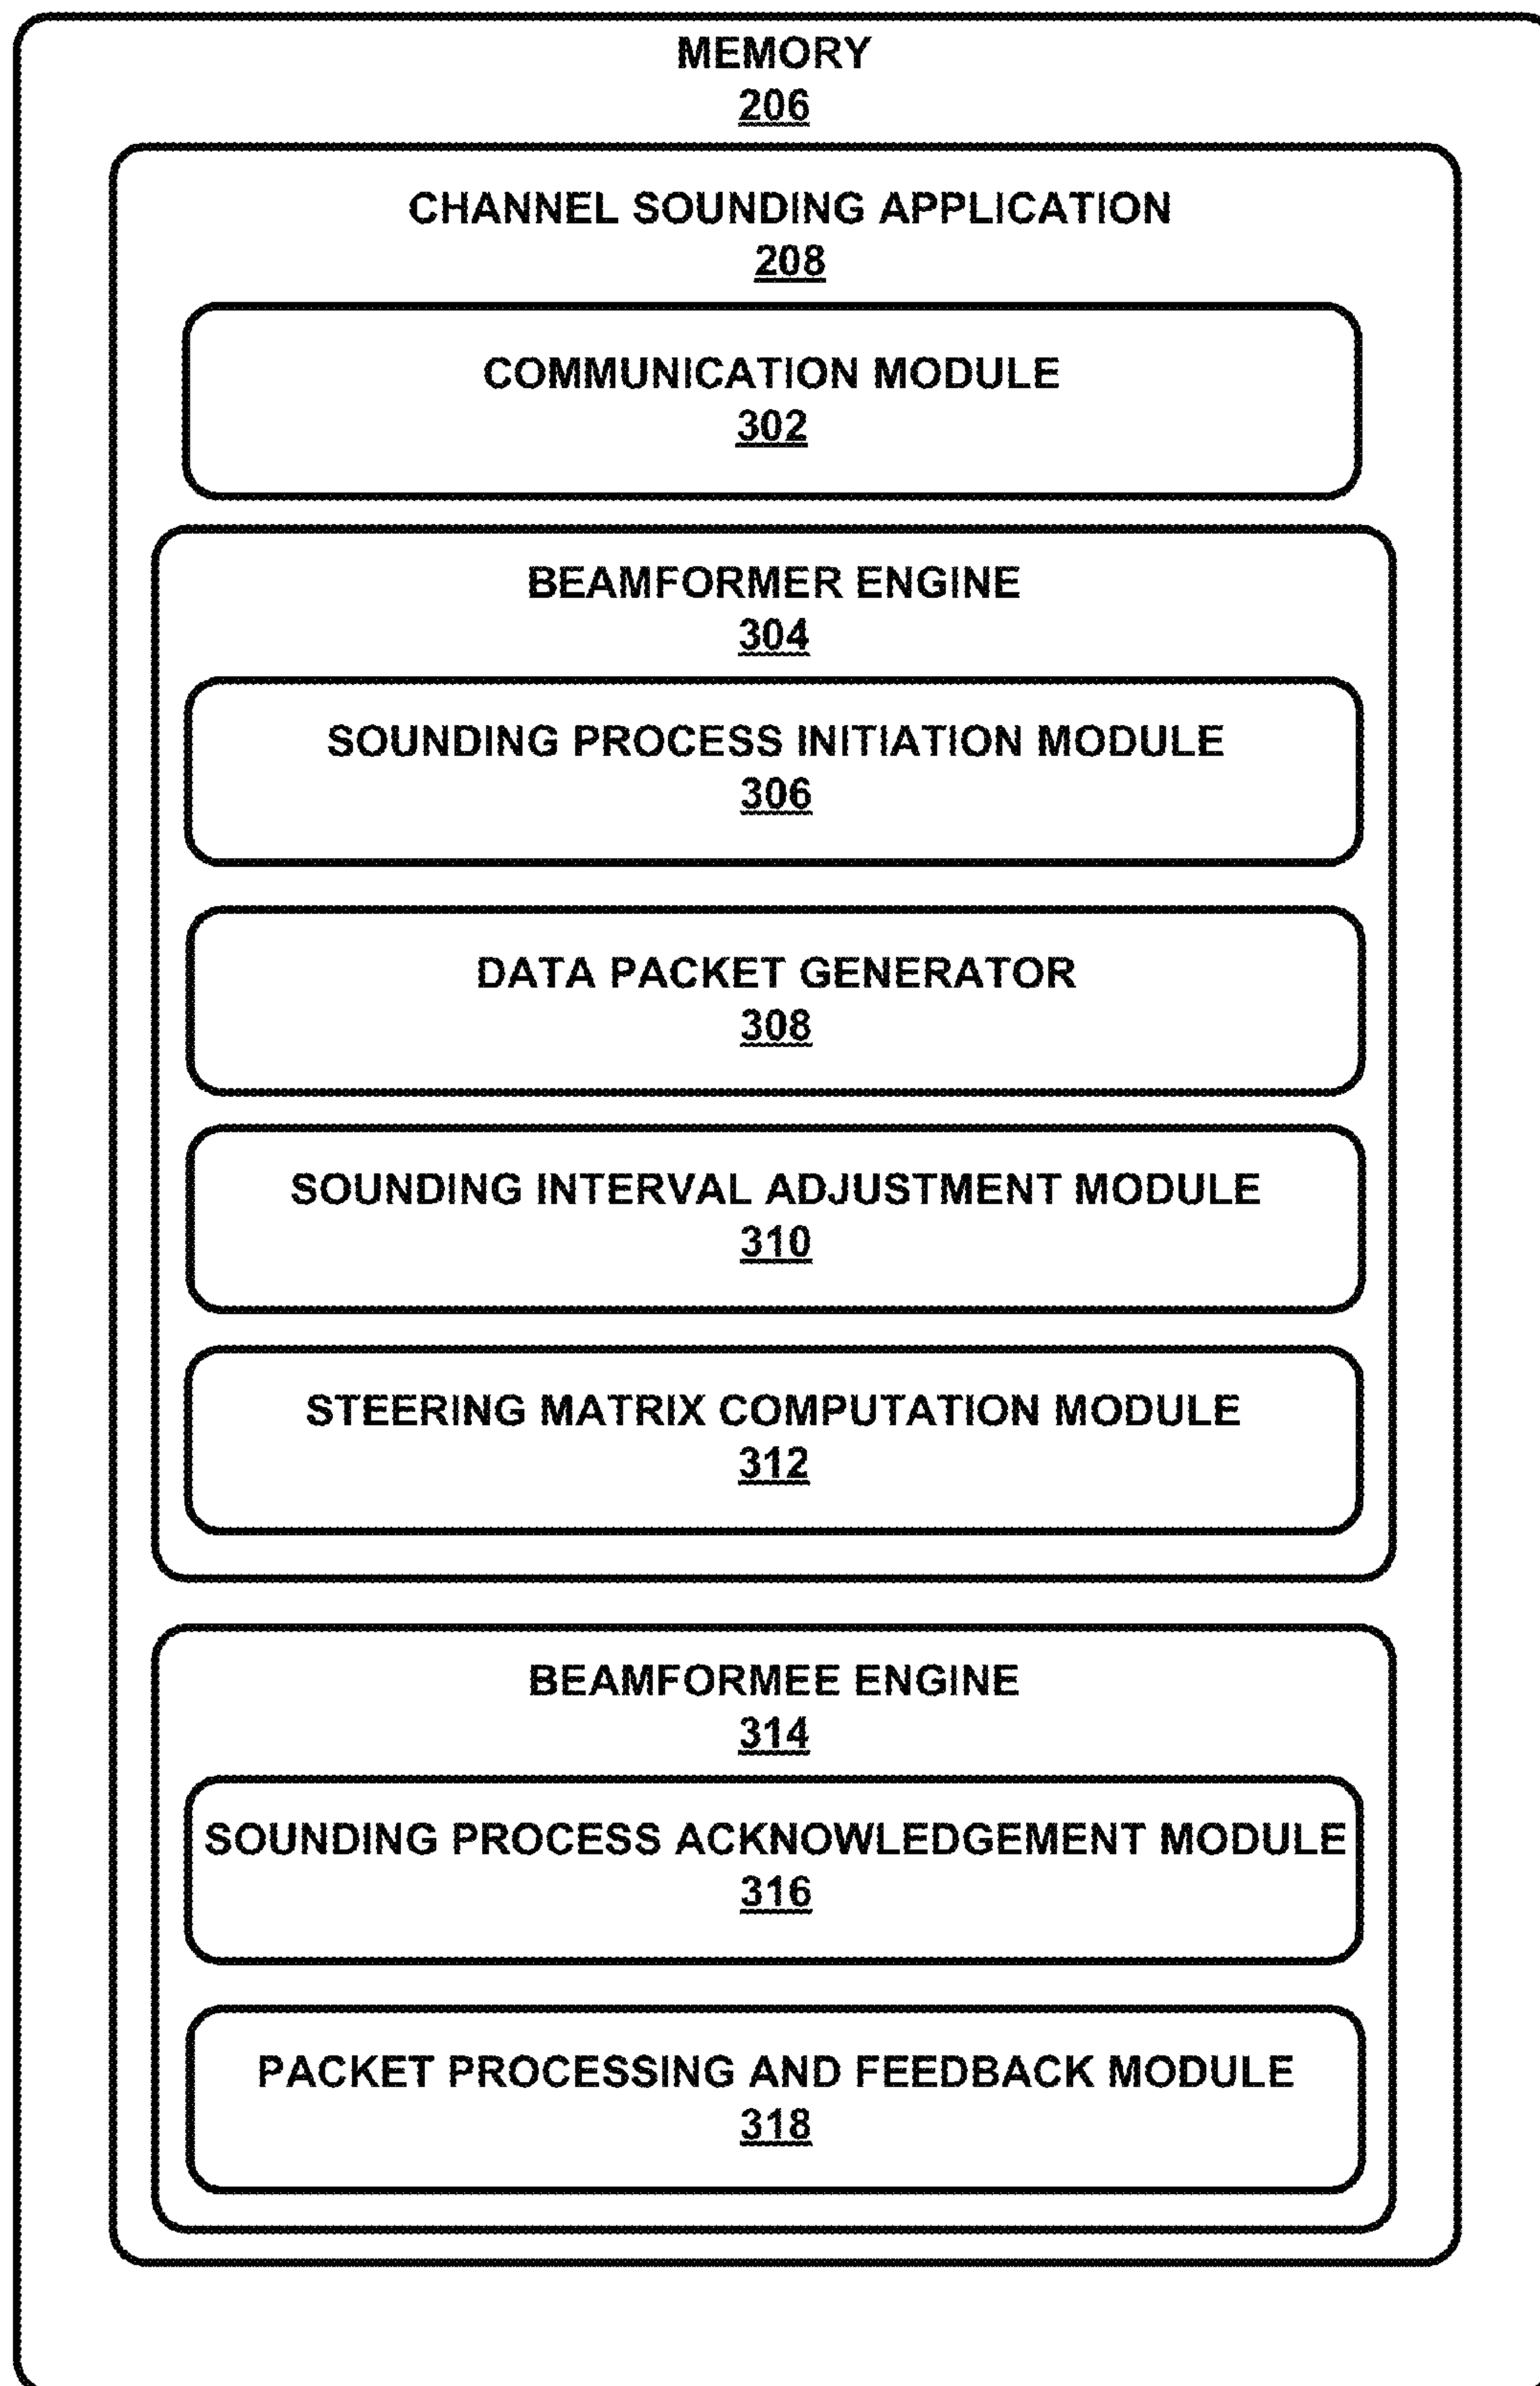 MEMORY
206
CHANNEL SOUNDING APPLICATION
208
COMMUNICATION MODULE
302
BEAMFORMER ENGINE
304
SOUNDING PROCESS INITIATION MODULE
306
DATA PACKET GENERATOR
308
SOUNDING INTERVAL ADJUSTMENT MODULE
310
STEERING MATRIX COMPUTATION MODULE
312
BEAMFORMEE ENGINE
314
SOUNDING PROCESS ACKNOWLEDGEMENT MODULE
316
PACKET PROCESSING AND FEEDBACK MODULE
318